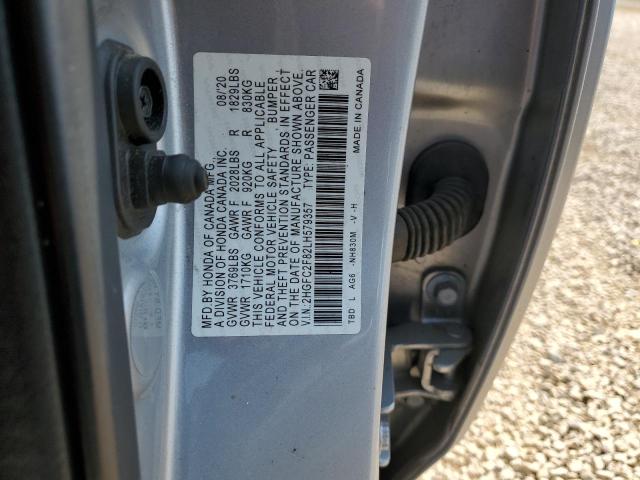 MFD BY HONDA OF CANADA MFG. 08/20
A DIVISION OF HONDA CANADA INC.
GVWR 3769LBS GAWR F 2028LBS R 1829LBS
GVWR 1710KG GAWR F 920KG R 830KG
THIS VEHICLE CONFORMS TO ALL APPLICABLE
FEDERAL MOTOR VEHICLE SAFETY BUMPER,
AND THEFT PREVENTION STANDARDS IN EFFECT
ON THE DATE OF MANUFACTURE SHOWN ABOVE.
V.I.N.:2HGFC2F82LH579357 TYPE: PASSENGER CAR
TBD L AG6 -NH830M -V -H MADE IN CANADA